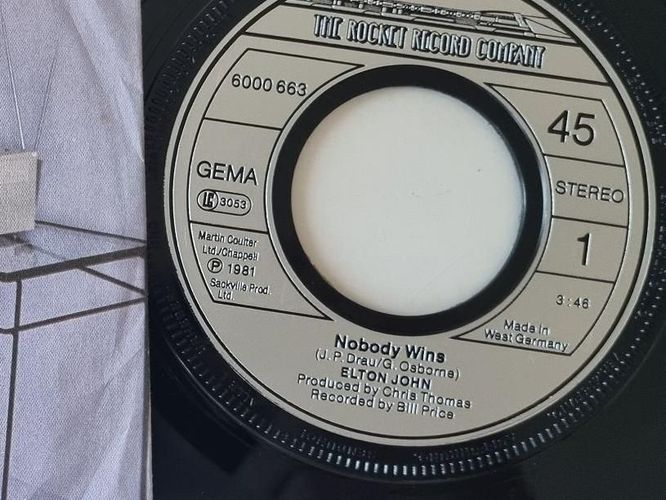 THE ROCKET RECORD COMPANY
6000 663
GEMA
LC 3053
Martin Coulter
Ltd./Chappell
Ⓟ 1981
Sackville Prod.
Ltd.
45
STEREO
1
3:46
Made in
West Germany
Nobody Wins
(J. P. Drau/G. Osborne)
ELTON JOHN
Produced by Chris Thomas
Recorded by Bill Price